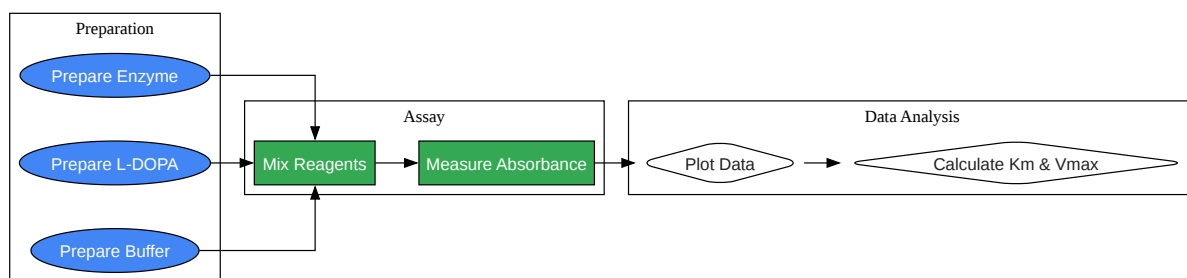 Preparation
Prepare Enzyme
Prepare L-DOPA
Prepare Buffer
Assay
Mix Reagents
Measure Absorbance
Data Analysis
Plot Data
Calculate Km & Vmax